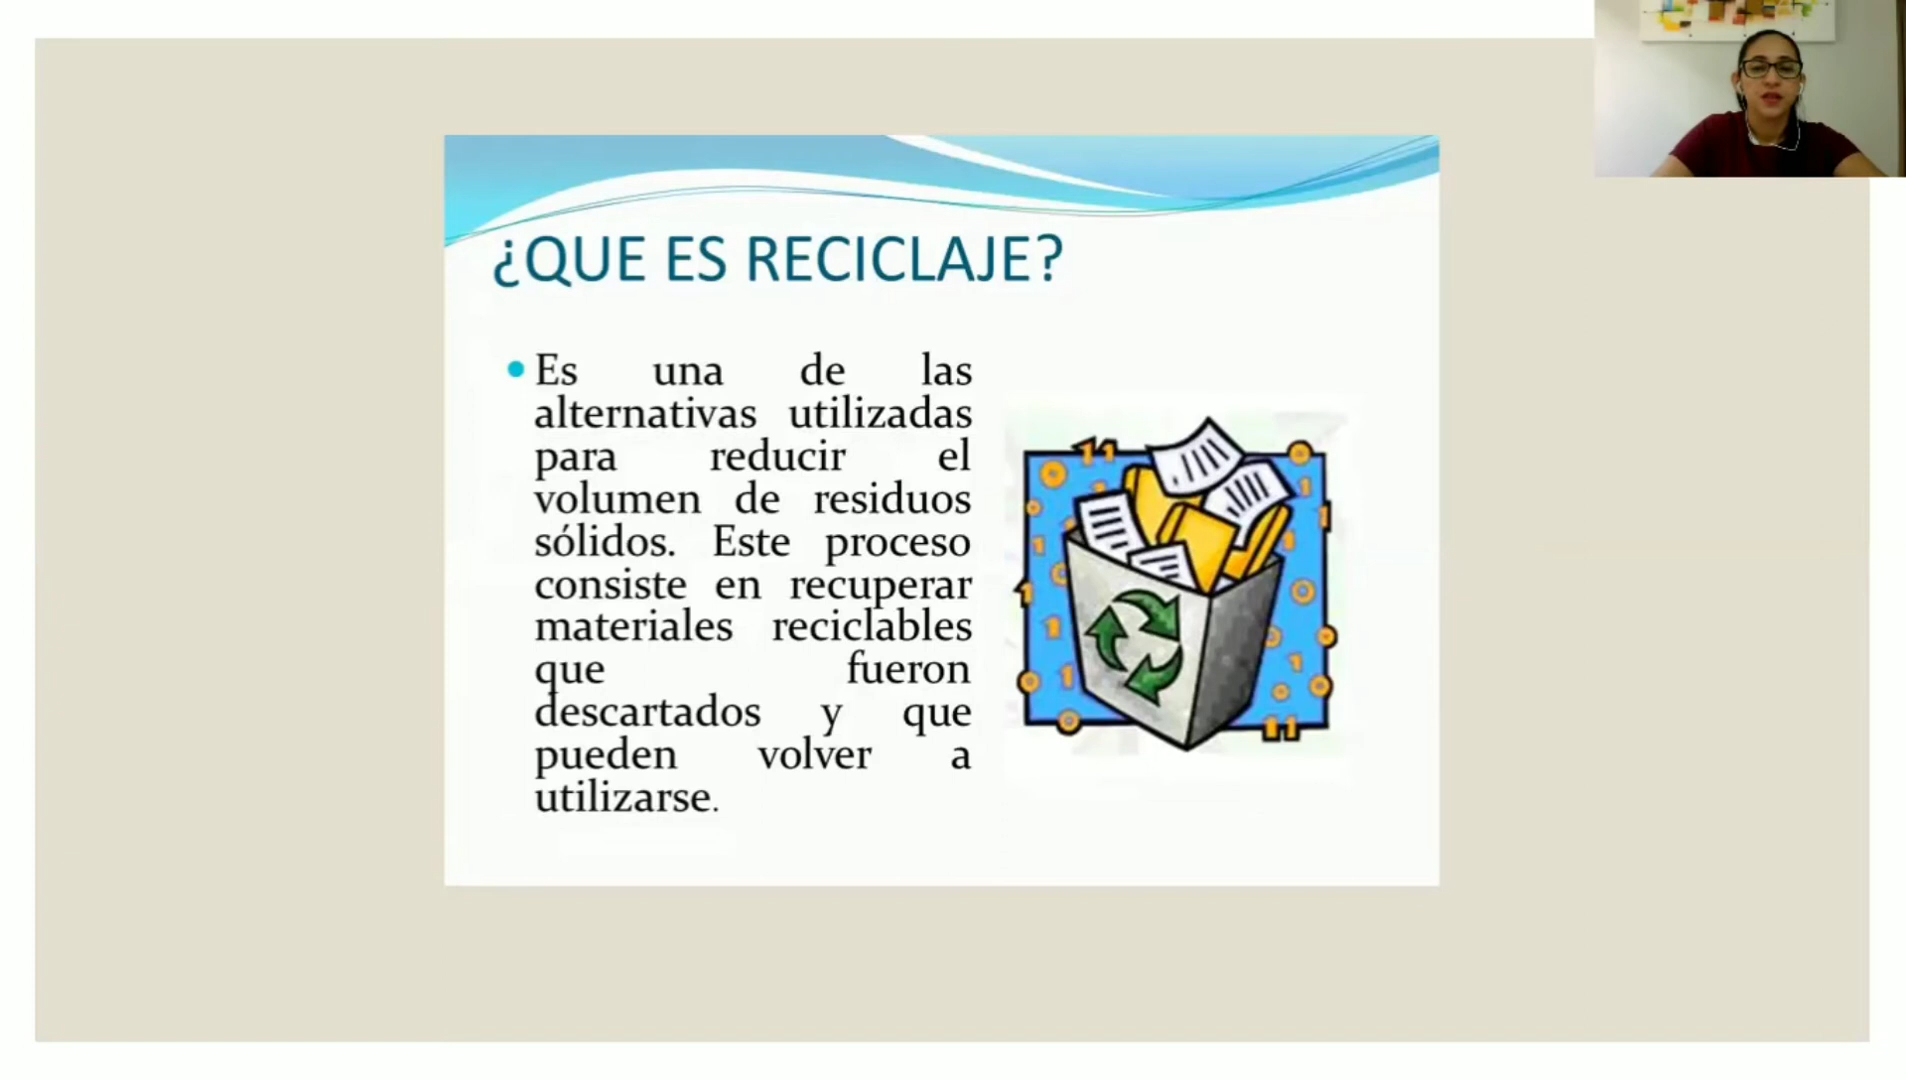 ¿QUE ES RECICLAJE?
• Es una de las
alternativas utilizadas
para reducir el
volumen de residuos
sólidos. Este proceso
consiste en recuperar
materiales reciclables
que fueron
descartados y que
pueden volver a
utilizarse.